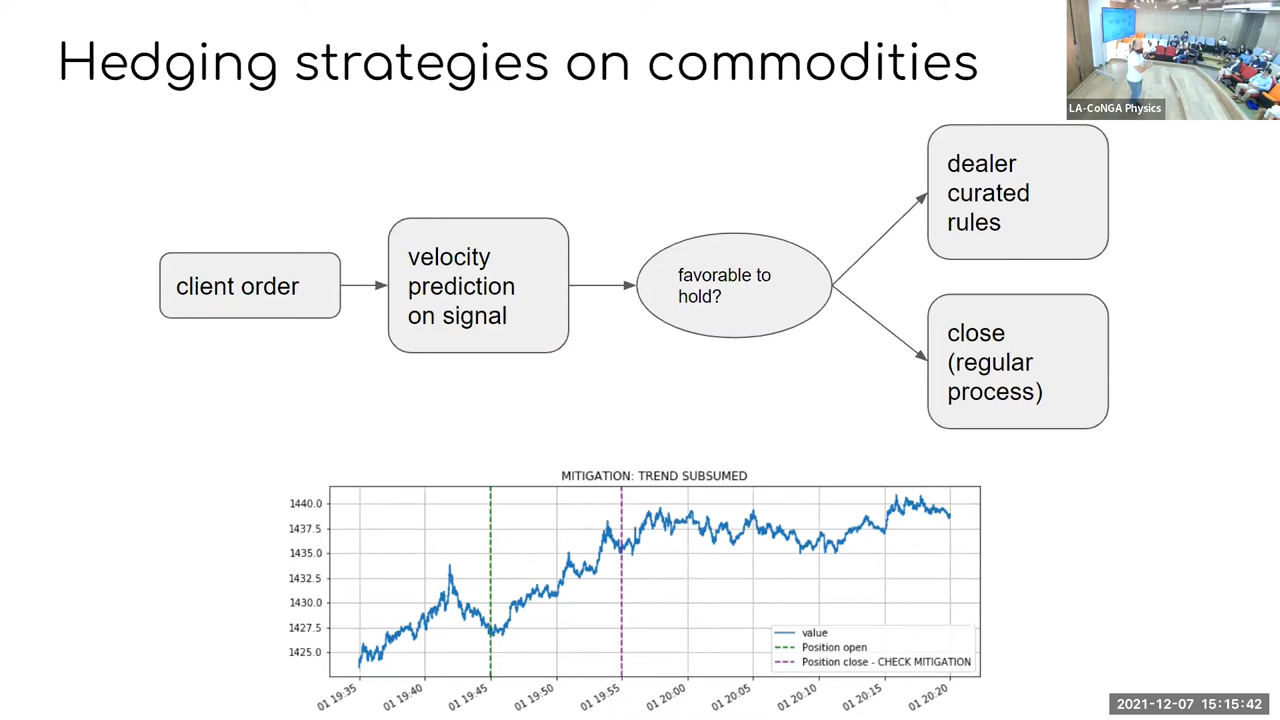 Hedging strategies on commodities
LA-CoNGA Physics
client order
velocity
prediction
on signal
favorable to
hold?
dealer
curated
rules
close
(regular
process)
MITIGATION: TREND SUBSUMED
1440.0
1437.5
1435.0
1432.5
1430.0
1427.5
1425.0
value
Position open
Position close - CHECK MITIGATION
01 19:35
01 19:40
01 19:45
01 19:50
01 19:55
01 20:00
01 20:05
01 20:10
01 20:15
01 20:20
2021-12-07 15:15:42